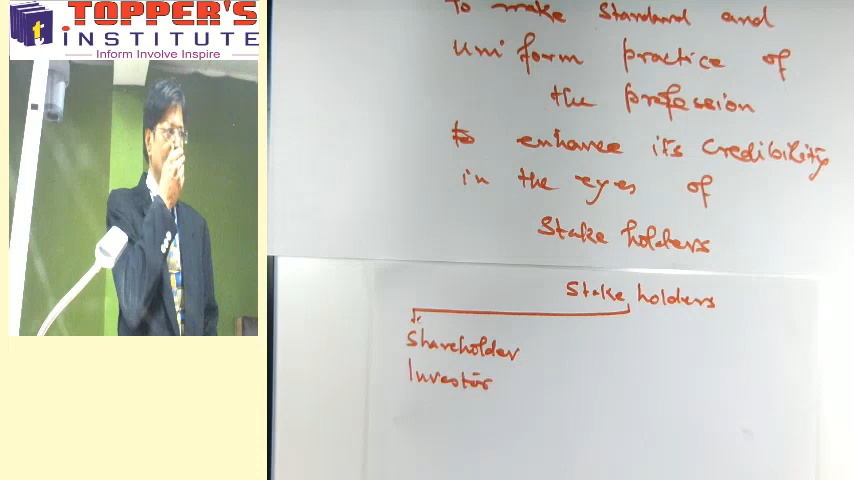 TOPPER'S
iNSTITUTE
Inform Involve Inspire
t
To make Standard and
uniform practice of
the profession
to enhance its Credibility
in the eyes of
Stake holders
Stake holders
Shareholder
Investor